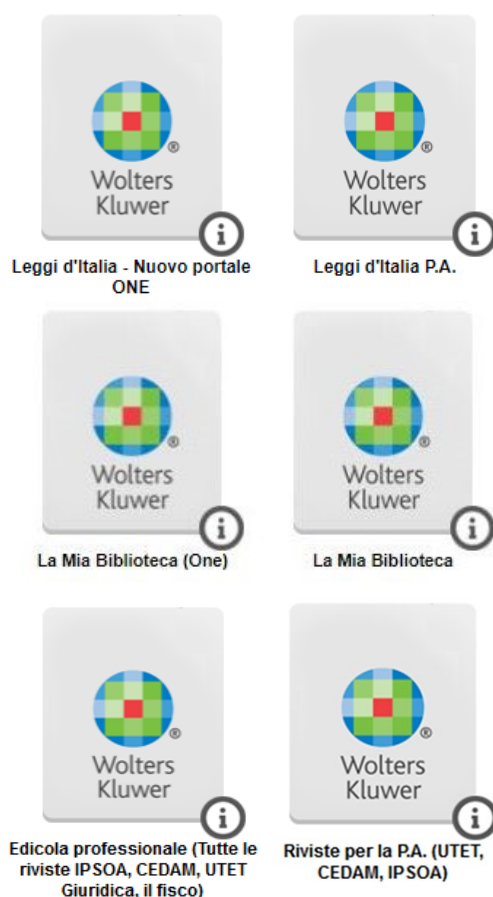 Wolters
Kluwer
®
i
Leggi d'Italia - Nuovo portale
ONE
Wolters
Kluwer
®
i
Leggi d'Italia P.A.
Wolters
Kluwer
®
i
La Mia Biblioteca (One)
Wolters
Kluwer
®
i
La Mia Biblioteca
Wolters
Kluwer
®
i
Edicola professionale (Tutte le
riviste IPSOA, CEDAM, UTET
Giuridica, il fisco)
Wolters
Kluwer
®
i
Riviste per la P.A. (UTET,
CEDAM, IPSOA)